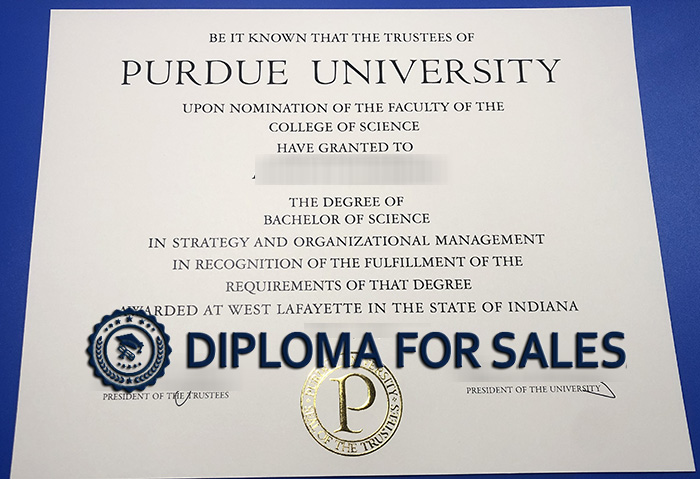 BE IT KNOWN THAT THE TRUSTEES OF
PURDUE UNIVERSITY
UPON NOMINATION OF THE FACULTY OF THE
COLLEGE OF SCIENCE
HAVE GRANTED TO
THE DEGREE OF
BACHELOR OF SCIENCE
IN STRATEGY AND ORGANIZATIONAL MANAGEMENT
IN RECOGNITION OF THE FULFILLMENT OF THE
REQUIREMENTS OF THAT DEGREE
AWARDED AT WEST LAFAYETTE IN THE STATE OF INDIANA
DIPLOMA FOR SALES
PRESIDENT OF THE TRUSTEES
PRESIDENT OF THE UNIVERSITY
P
OF THE TRUSTEES